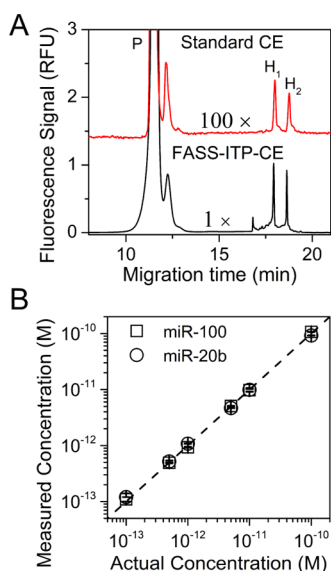 A
Fluorescence Signal (RFU)
3
2
1
0
P
Standard CE
H₁
H₂
100 ×
FASS-ITP-CE
1 ×
10
15
20
Migration time (min)
B
Measured Concentration (M)
10⁻¹⁰
10⁻¹¹
10⁻¹²
10⁻¹³
miR-100
miR-20b
10⁻¹³ 10⁻¹² 10⁻¹¹ 10⁻¹⁰
Actual Concentration (M)